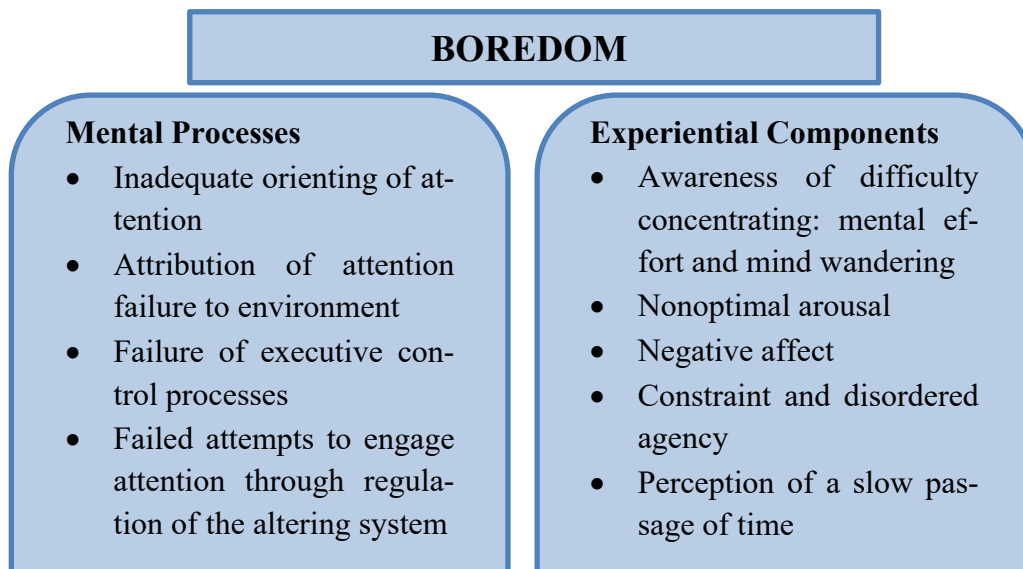 BOREDOM
Mental Processes
• Inadequate orienting of at-
tention
• Attribution of attention
failure to environment
• Failure of executive con-
trol processes
• Failed attempts to engage
attention through regula-
tion of the altering system
Experiential Components
• Awareness of difficulty
concentrating: mental ef-
fort and mind wandering
• Nonoptimal arousal
• Negative affect
• Constraint and disordered
agency
• Perception of a slow pas-
sage of time